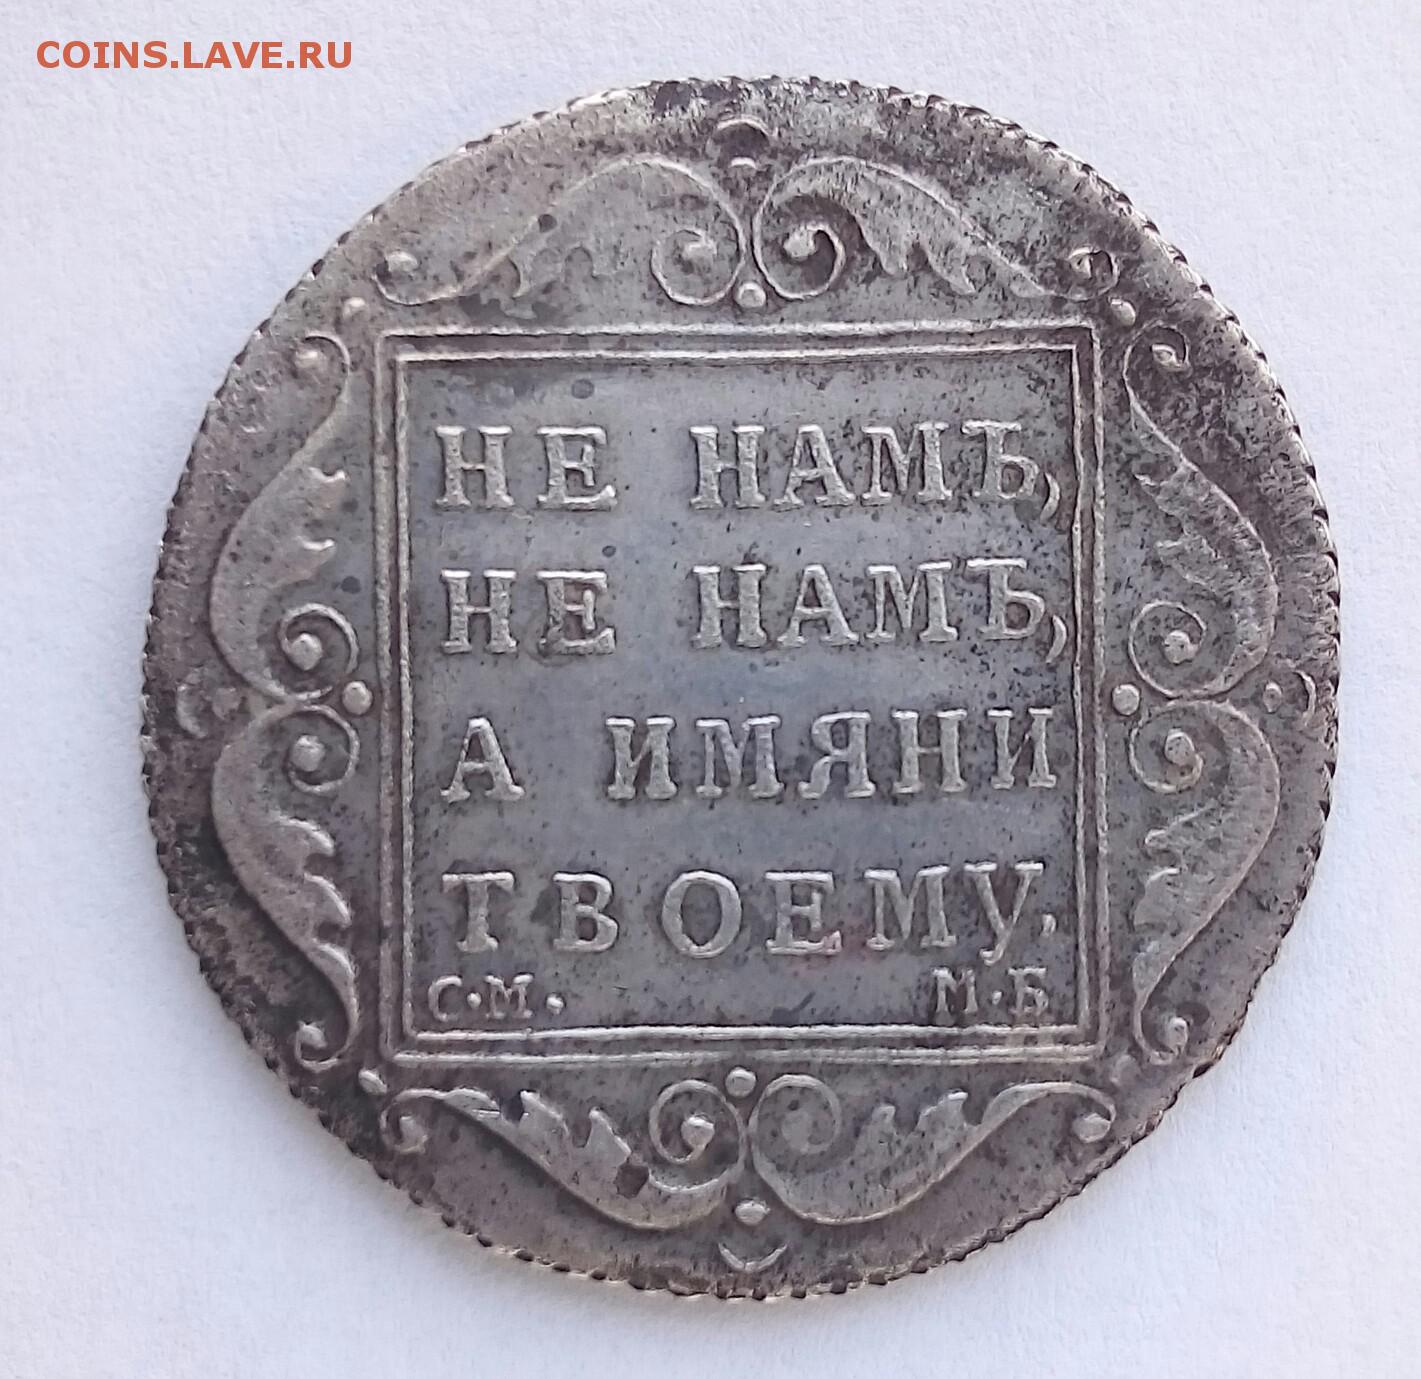 COINS.LAVE.RU
НЕ НАМЪ,
НЕ НАМЪ,
А ИМЯНИ
ТВОЕМУ.
С·М· М·Б